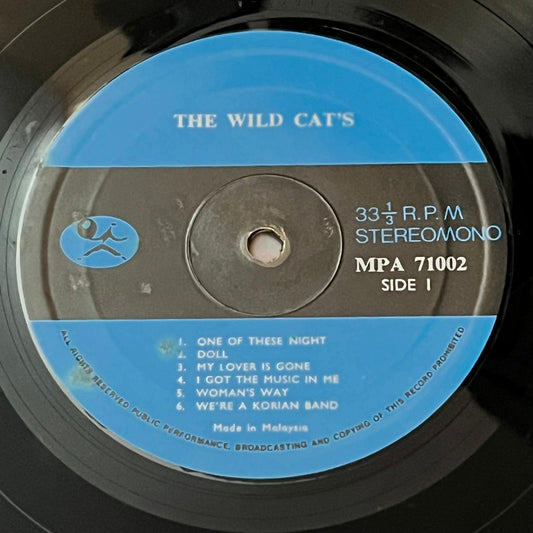 THE WILD CAT'S
33 1/3 R.P.M
STEREOMONO
MPA 71002
SIDE 1
1. ONE OF THESE NIGHT
2. DOLL
3. MY LOVER IS GONE
4. I GOT THE MUSIC IN ME
5. WOMAN'S WAY
6. WE'RE A KORIAN BAND
Made in Malaysia
ALL RIGHTS RESERVED PUBLIC PERFORMANCE, BROADCASTING AND COPYING OF THIS RECORD PROHIBITED